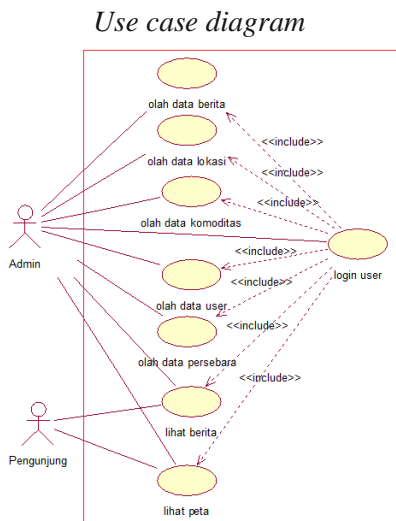 Use case diagram
olah data berita
<<include>>
olah data lokasi
<<include>>
<<include>>
olah data komoditas
Admin
<<include>>
login user
<<include>>
olah data user
<<include>>
olah data persebara
<<include>>
lihat berita
Pengunjung
lihat peta